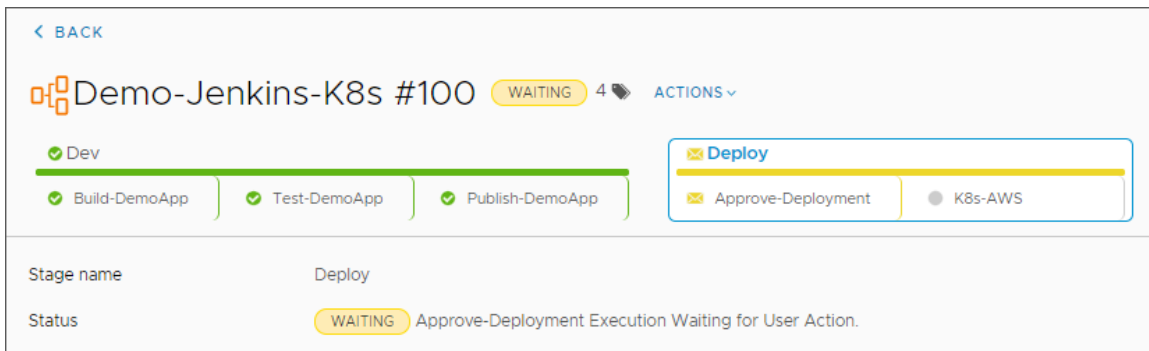 BACK
Demo-Jenkins-K8s #100 WAITING 4 ACTIONS
Dev
Deploy
Build-DemoApp Test-DemoApp Publish-DemoApp
Approve-Deployment K8s-AWS
Stage name Deploy
Status WAITING Approve-Deployment Execution Waiting for User Action.